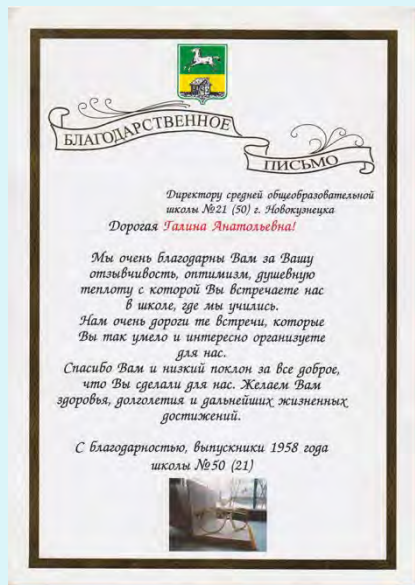 БЛАГОДАРСТВЕННОЕ
ПИСЬМО
Директору средней общеобразовательной
школы №21 (50) г. Новокузнецка
Дорогая Галина Анатольевна!
Мы очень благодарны Вам за Вашу
отзывчивость, оптимизм, душевную
теплоту с которой Вы встречаете нас
в школе, где мы учились.
Нам очень дороги те встречи, которые
Вы так умело и интересно организуете
для нас.
Спасибо Вам и низкий поклон за все доброе,
что Вы сделали для нас. Желаем Вам
здоровья, долголетия и дальнейших жизненных
достижений.
С благодарностью, выпускники 1958 года
школы №50 (21)